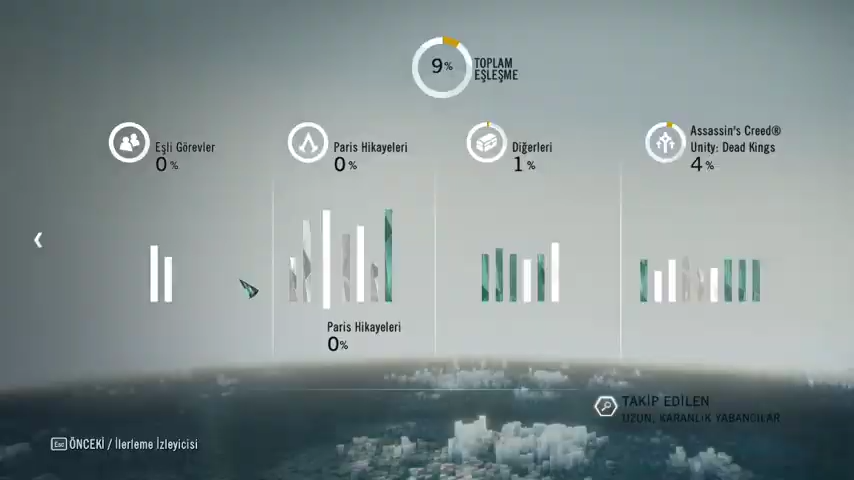 9%
TOPLAM
EŞLEŞME
Eşli Görevler
0%
Paris Hikayeleri
0%
Diğerleri
1%
Assassin's Creed®
Unity: Dead Kings
4%
Paris Hikayeleri
0%
TAKİP EDİLEN
UZUN, KARANLIK YABANCILAR
Esc ÖNCEKİ / İlerleme İzleyicisi